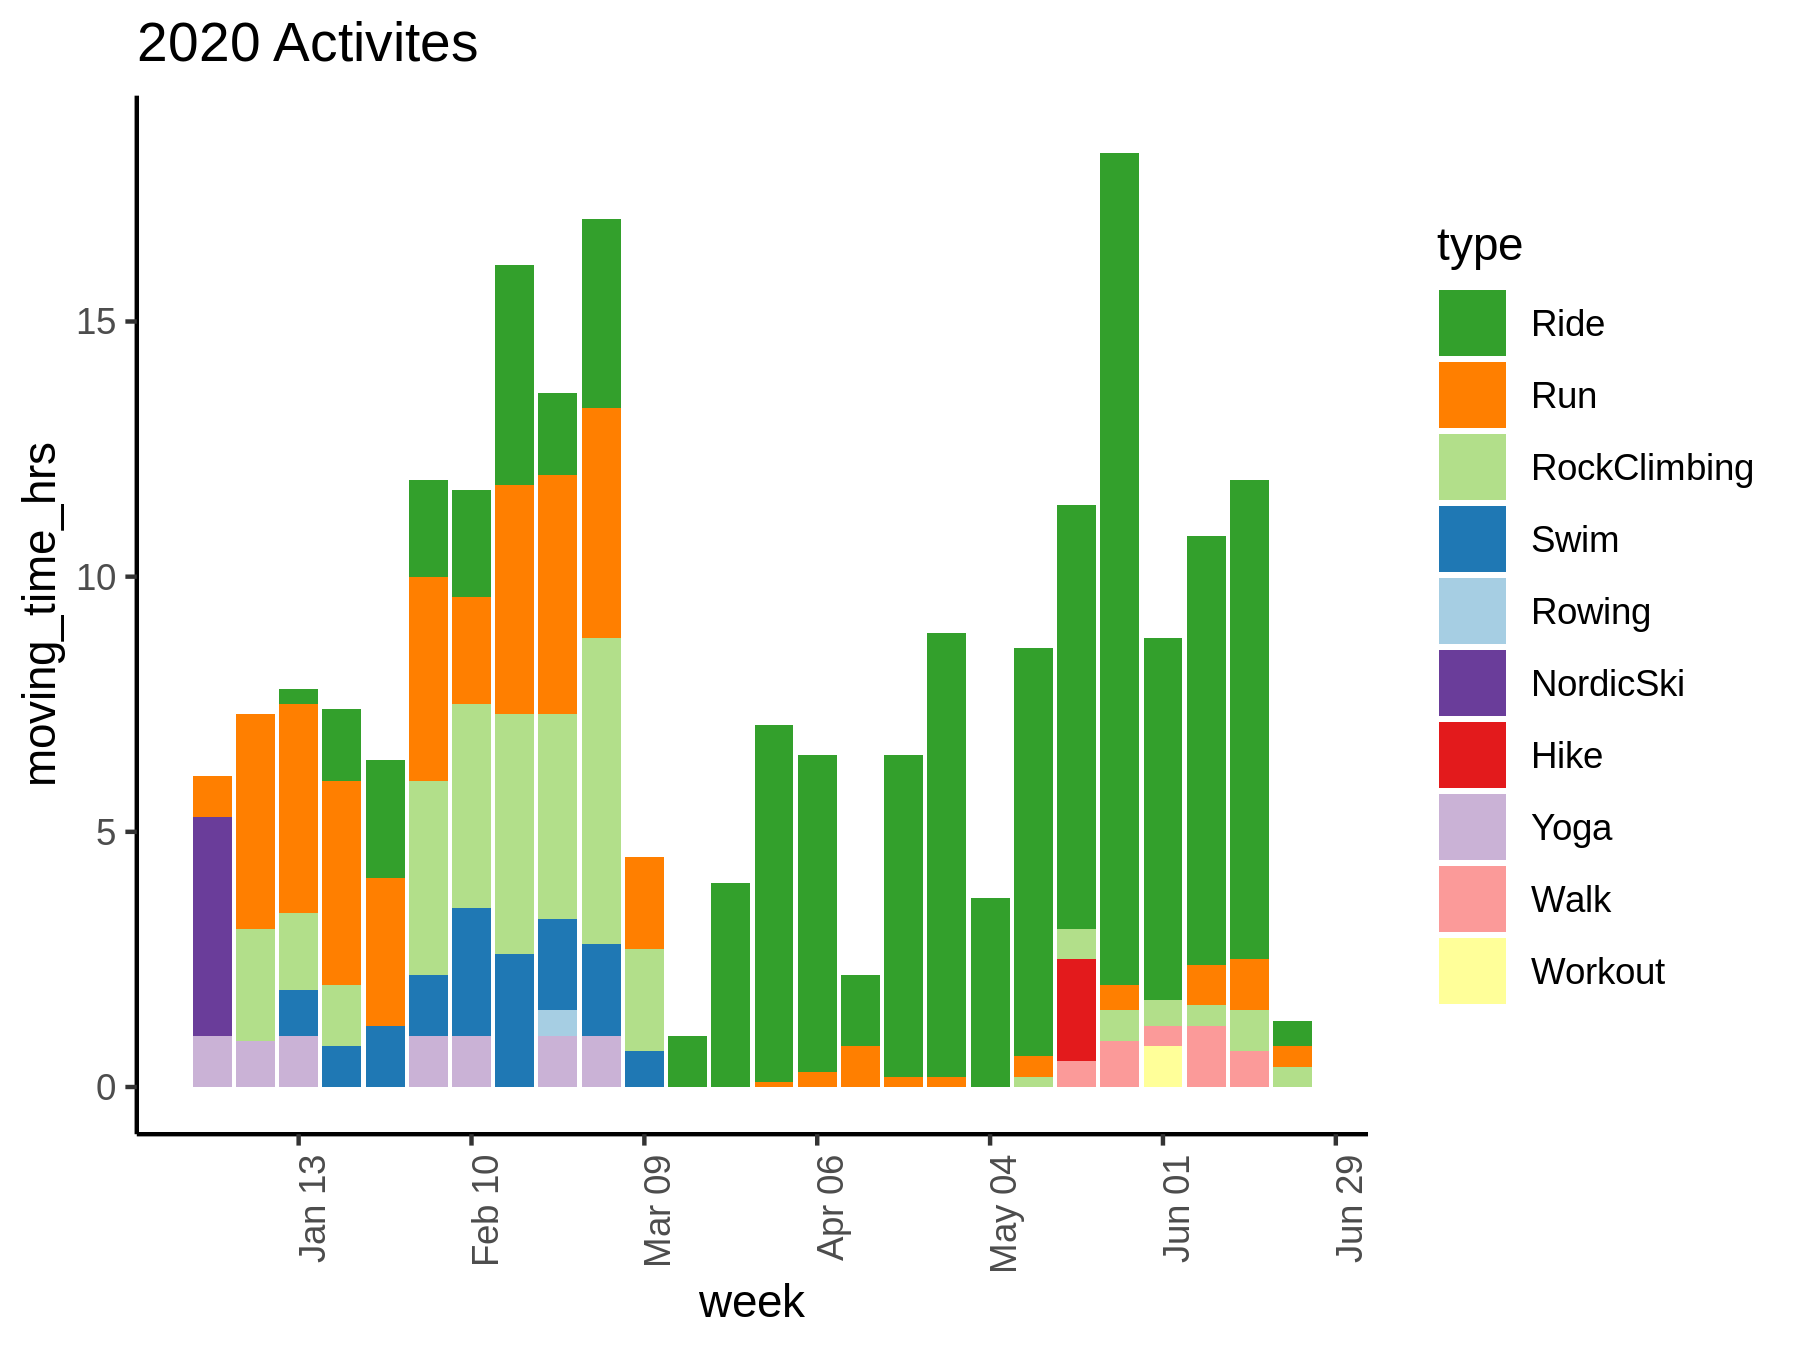 2020 Activites
moving_time_hrs
15
10
5
0
Jan 13
Feb 10
Mar 09
Apr 06
May 04
Jun 01
Jun 29
week
type
Ride
Run
RockClimbing
Swim
Rowing
NordicSki
Hike
Yoga
Walk
Workout